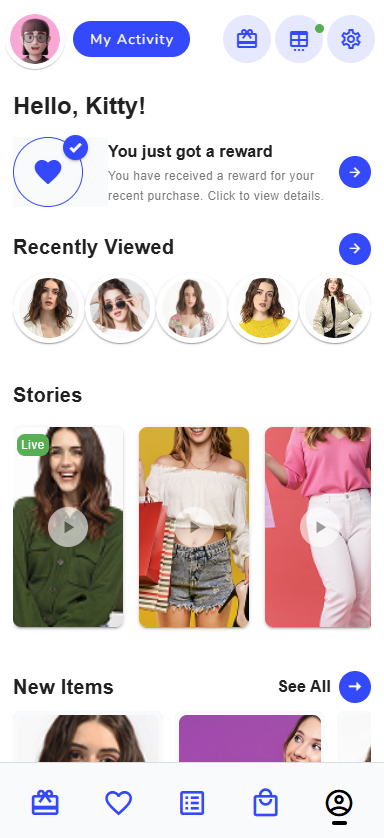 My Activity
Hello, Kitty!
You just got a reward
You have received a reward for your
recent purchase. Click to view details.
Recently Viewed
Stories
Live
New Items
See All